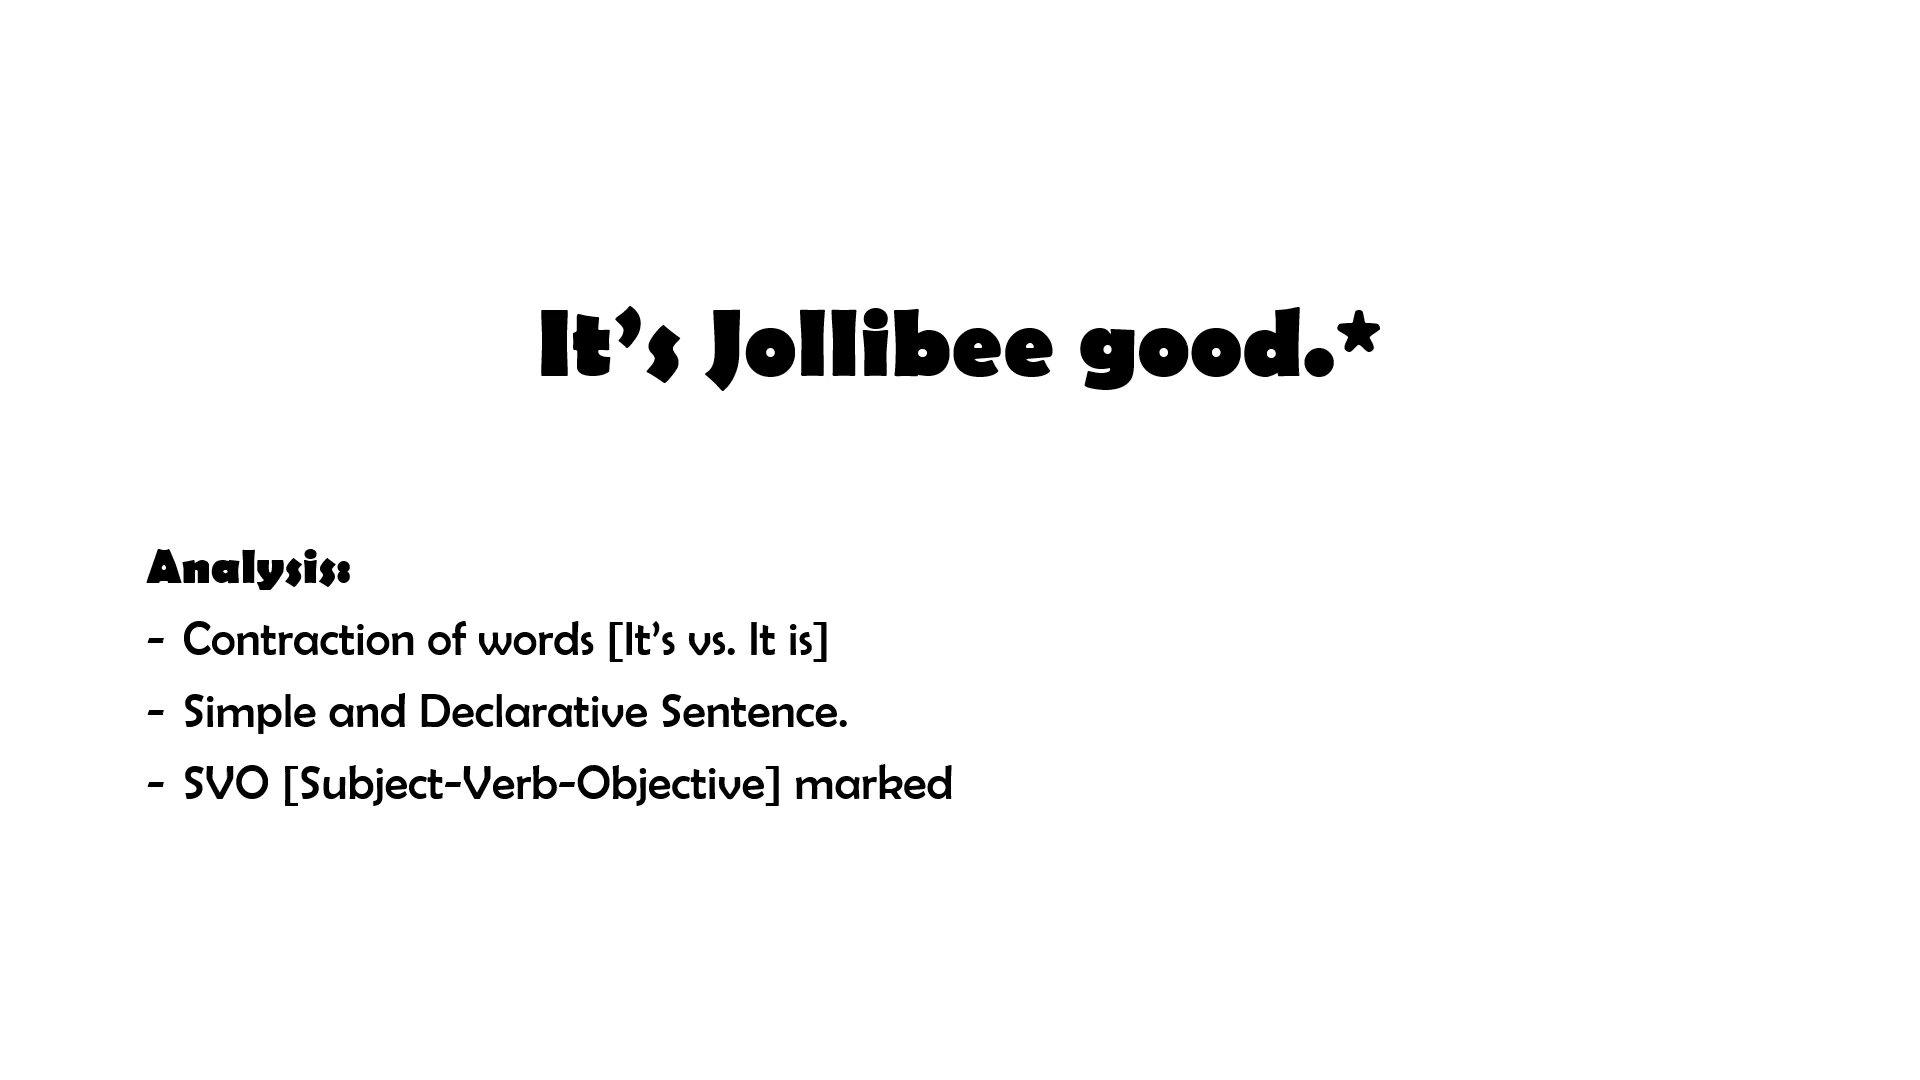 It’s Jollibee good.*
Analysis:
- Contraction of words [It’s vs. It is]
- Simple and Declarative Sentence.
- SVO [Subject-Verb-Objective] marked